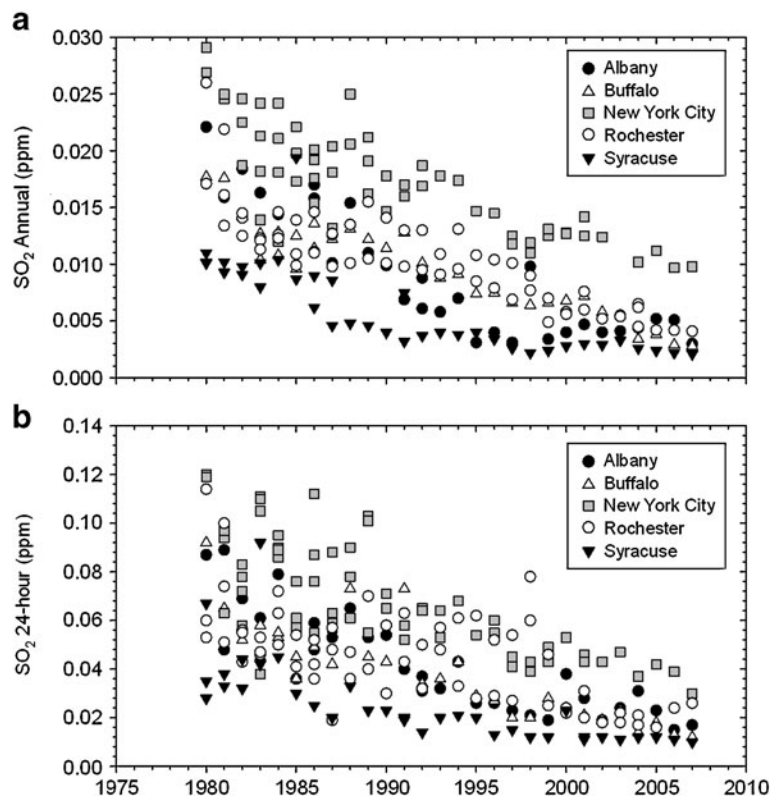 a
0.030
0.025
0.020
0.015
0.010
0.005
0.000
SO2 Annual (ppm)
Albany
Buffalo
New York City
Rochester
Syracuse
b
0.14
0.12
0.10
0.08
0.06
0.04
0.02
0.00
SO2 24-hour (ppm)
Albany
Buffalo
New York City
Rochester
Syracuse
1975 1980 1985 1990 1995 2000 2005 2010